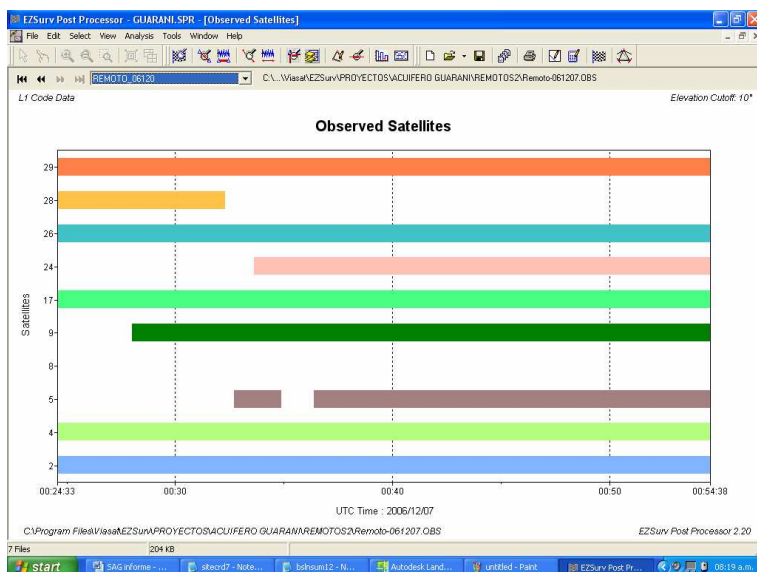 EZSurv Post Processor - GUARANI.SPR - [Observed Satellites]
File Edit Select View Analysis Tools Window Help
REMOTO_06120 C:\...\Viasat\EZSurv\PROYECTOS\ACUIFERO GUARANI\REMOTOS2\Remoto-061207.OBS
L1 Code Data Elevation Cutoff: 10°
Observed Satellites
29
28
26
24
17
9
8
5
4
2
Satellites
00:24:33 00:30 00:40 00:50 00:54:38
UTC Time : 2006/12/07
C:\Program Files\Viasat\EZSurv\PROYECTOS\ACUIFERO GUARANI\REMOTOS2\Remoto-061207.OBS EZSurv Post Processor 2.20
7 Files 204 KB
start SAG Informe - ... sitecrd7 - Note... bslnsum12 - N... Autodesk Land... untitled - Paint EZSurv Post Pr... 08:19 a.m.